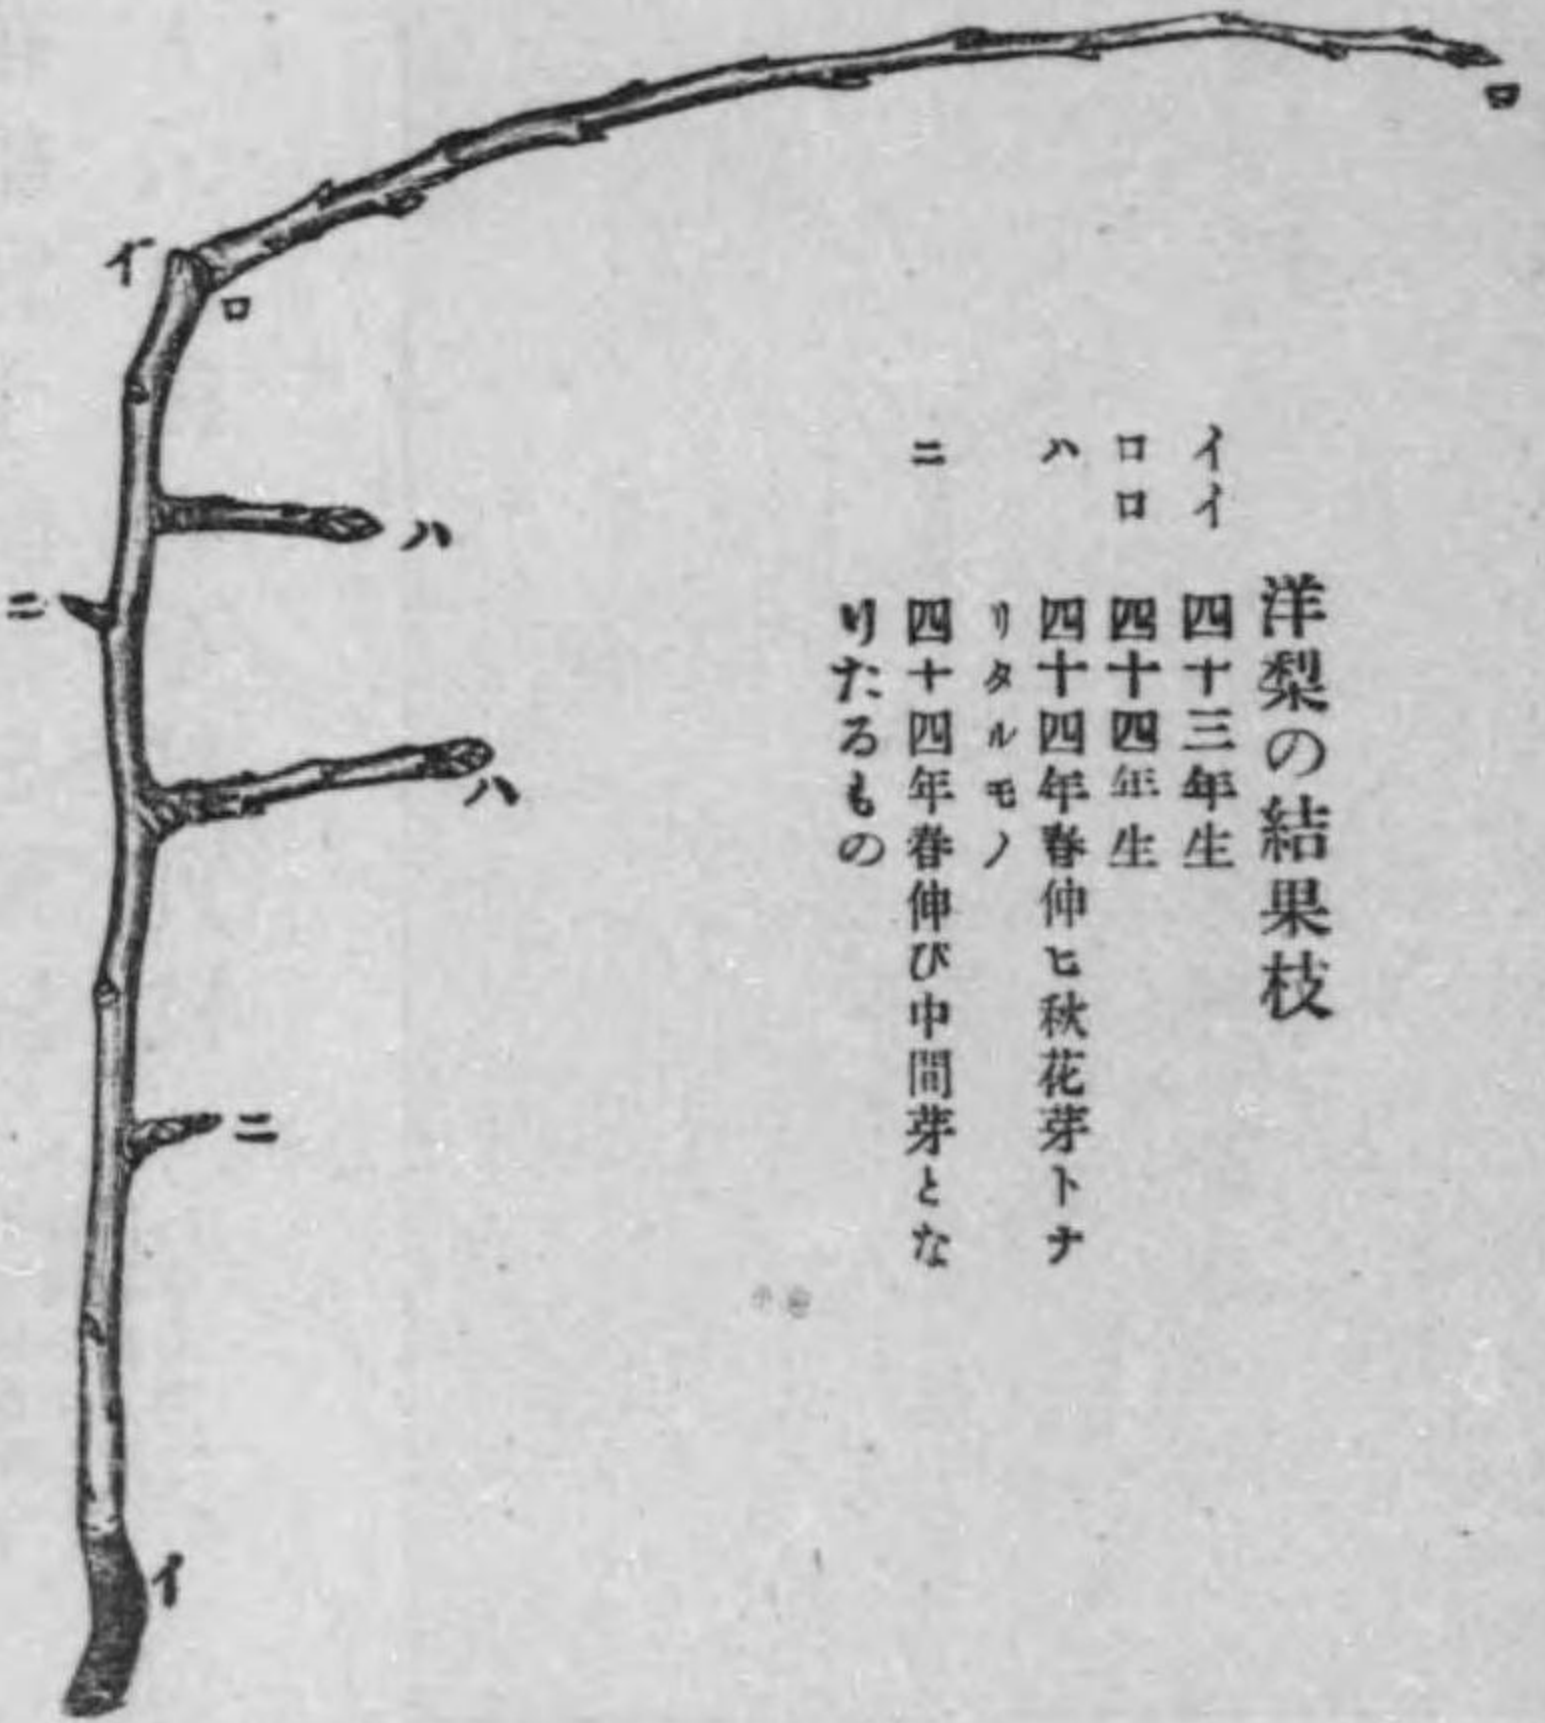 洋梨の結果枝
イイ 四十三年生
ロロ 四十四年生
ハ 四十四年春伸ヒ秋花芽トナ
リタルモノ
ニ 四十四年春伸び中間芽とな
りたるもの
ロ
イ
ロ
ハ
ニ
ハ
ニ
イ